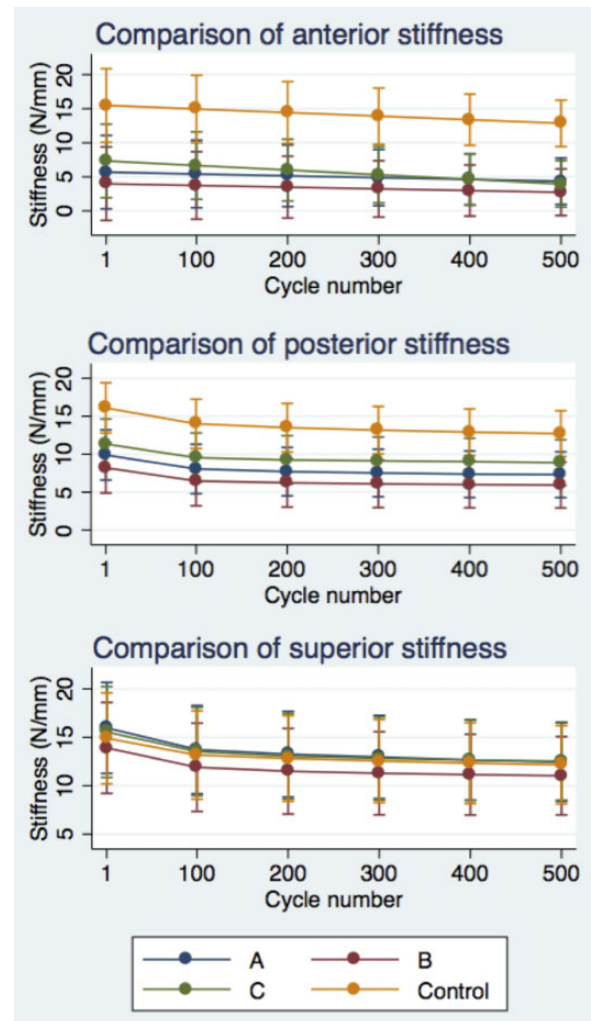 Comparison of anterior stiffness
Stiffness (N/mm)
20
15
10
5
0
1 100 200 300 400 500
Cycle number
Comparison of posterior stiffness
Stiffness (N/mm)
20
15
10
5
0
1 100 200 300 400 500
Cycle number
Comparison of superior stiffness
Stiffness (N/mm)
20
15
10
5
1 100 200 300 400 500
Cycle number
A B
C Control